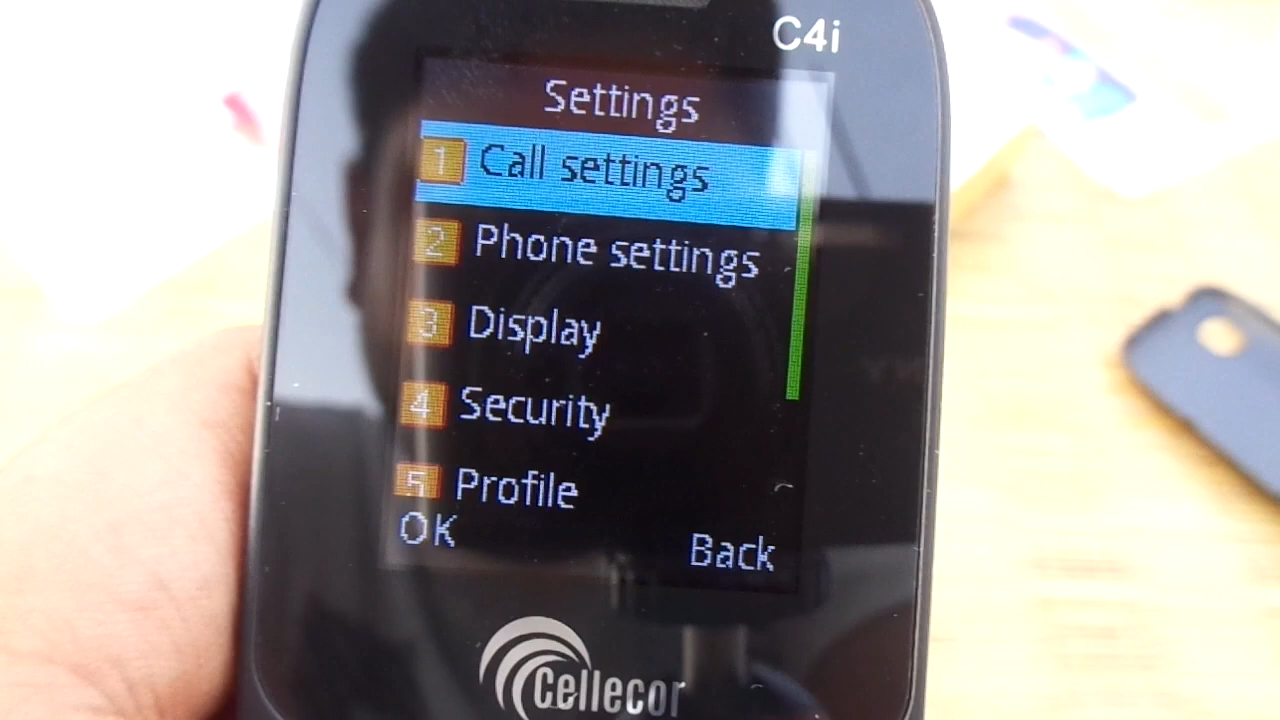 C4i
Settings
1 Call settings
2 Phone settings
3 Display
4 Security
5 Profile
OK Back
cellecor